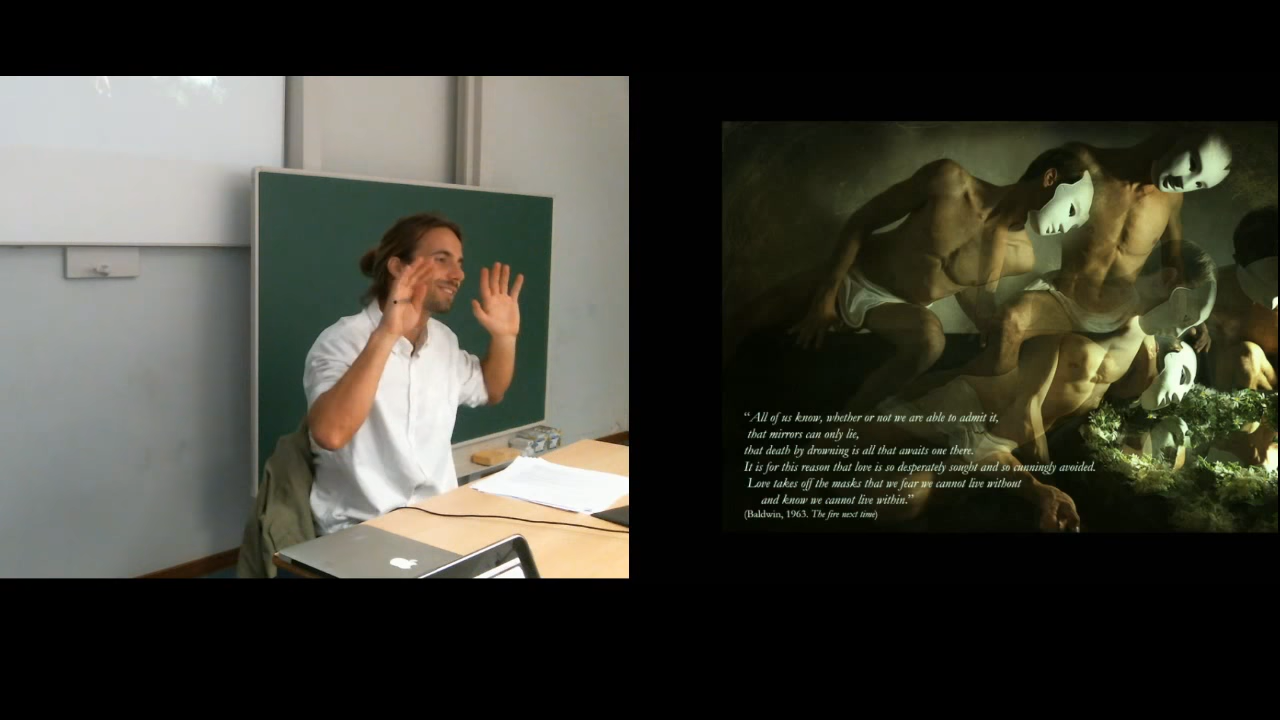 “All of us know, whether or not we are able to admit it,
that mirrors can only lie,
that death by drowning is all that awaits one there.
It is for this reason that love is so desperately sought and so cunningly avoided.
Love takes off the masks that we fear we cannot live without
and know we cannot live within.”
(Baldwin, 1963. The fire next time)